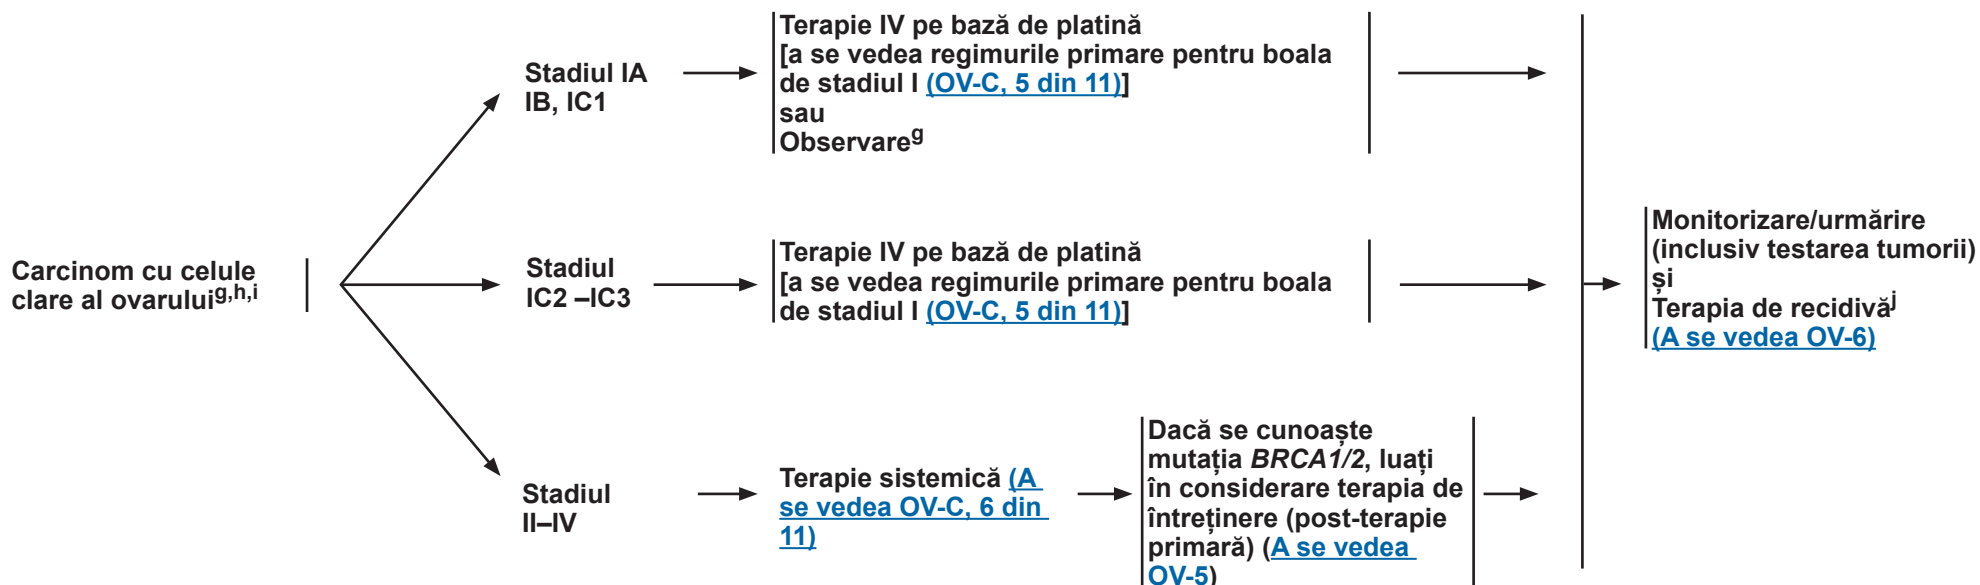 Carcinom cu celule
clare al ovaruluig,h,i
Stadiul IA
IB, IC1
Terapie IV pe bază de platină
[a se vedea regimurile primare pentru boala
de stadiul I (OV-C, 5 din 11)]
sau
Observareg
Stadiul
IC2 –IC3
Terapie IV pe bază de platină
[a se vedea regimurile primare pentru boala
de stadiul I (OV-C, 5 din 11)]
Stadiul
II–IV
Terapie sistemică (A
se vedea OV-C, 6 din
11)
Dacă se cunoaște
mutația BRCA1/2, luați
în considerare terapia de
întreținere (post-terapie
primară) (A se vedea
OV-5)
Monitorizare/urmărire
(inclusiv testarea tumorii)
și
Terapia de recidivăj
(A se vedea OV-6)